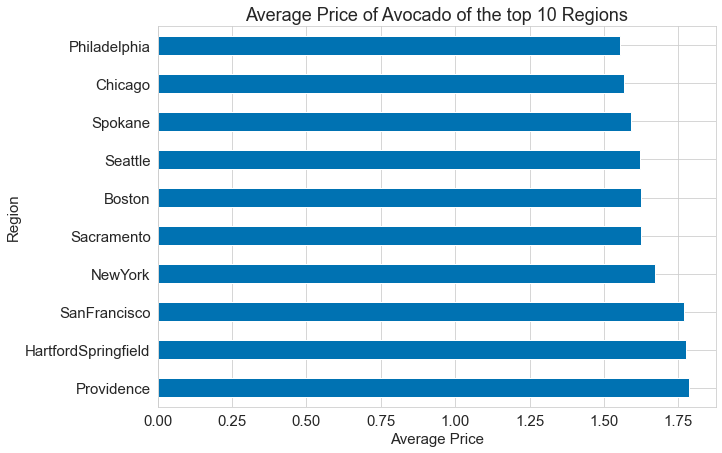 Average Price of Avocado of the top 10 Regions
Region
Philadelphia
Chicago
Spokane
Seattle
Boston
Sacramento
NewYork
SanFrancisco
HartfordSpringfield
Providence
0.00 0.25 0.50 0.75 1.00 1.25 1.50 1.75
Average Price